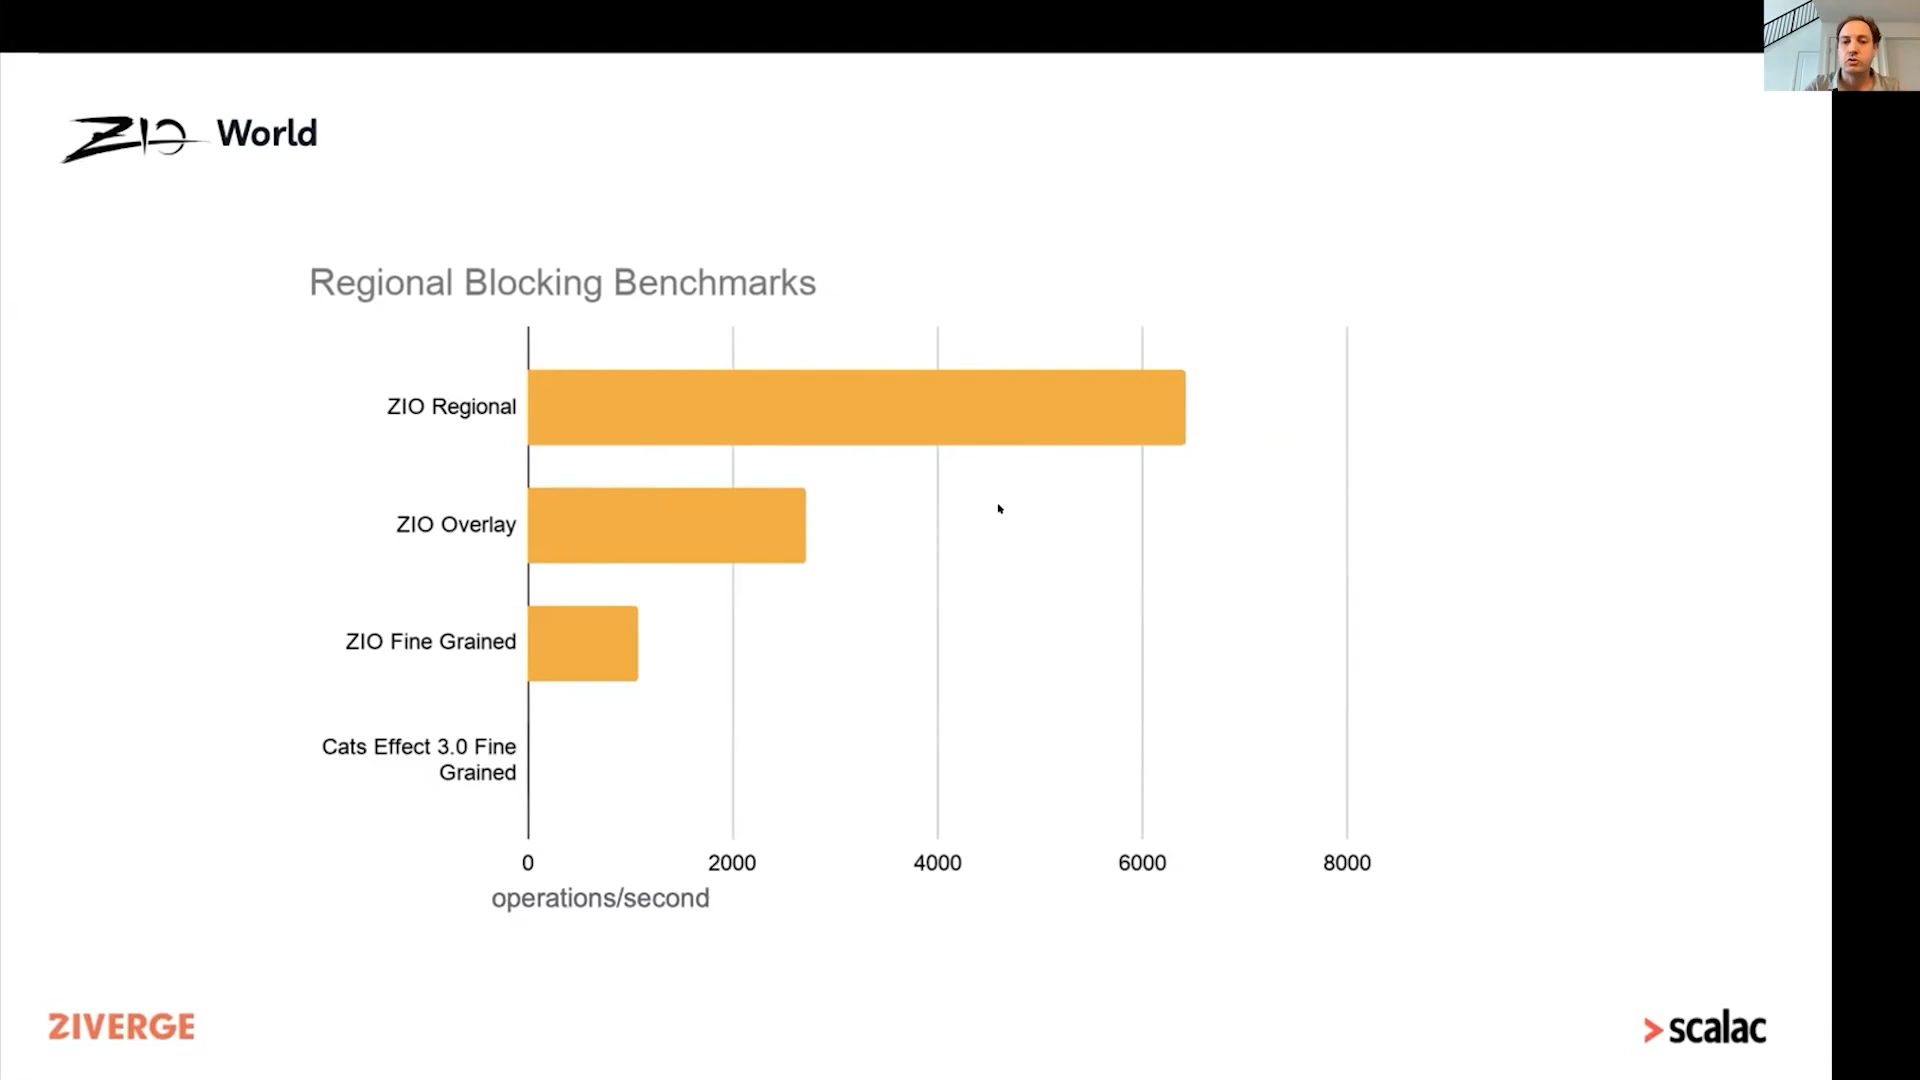 ZIO World
Regional Blocking Benchmarks
ZIO Regional
ZIO Overlay
ZIO Fine Grained
Cats Effect 3.0 Fine
Grained
0 2000 4000 6000 8000
operations/second
ZIVERGE
scalac